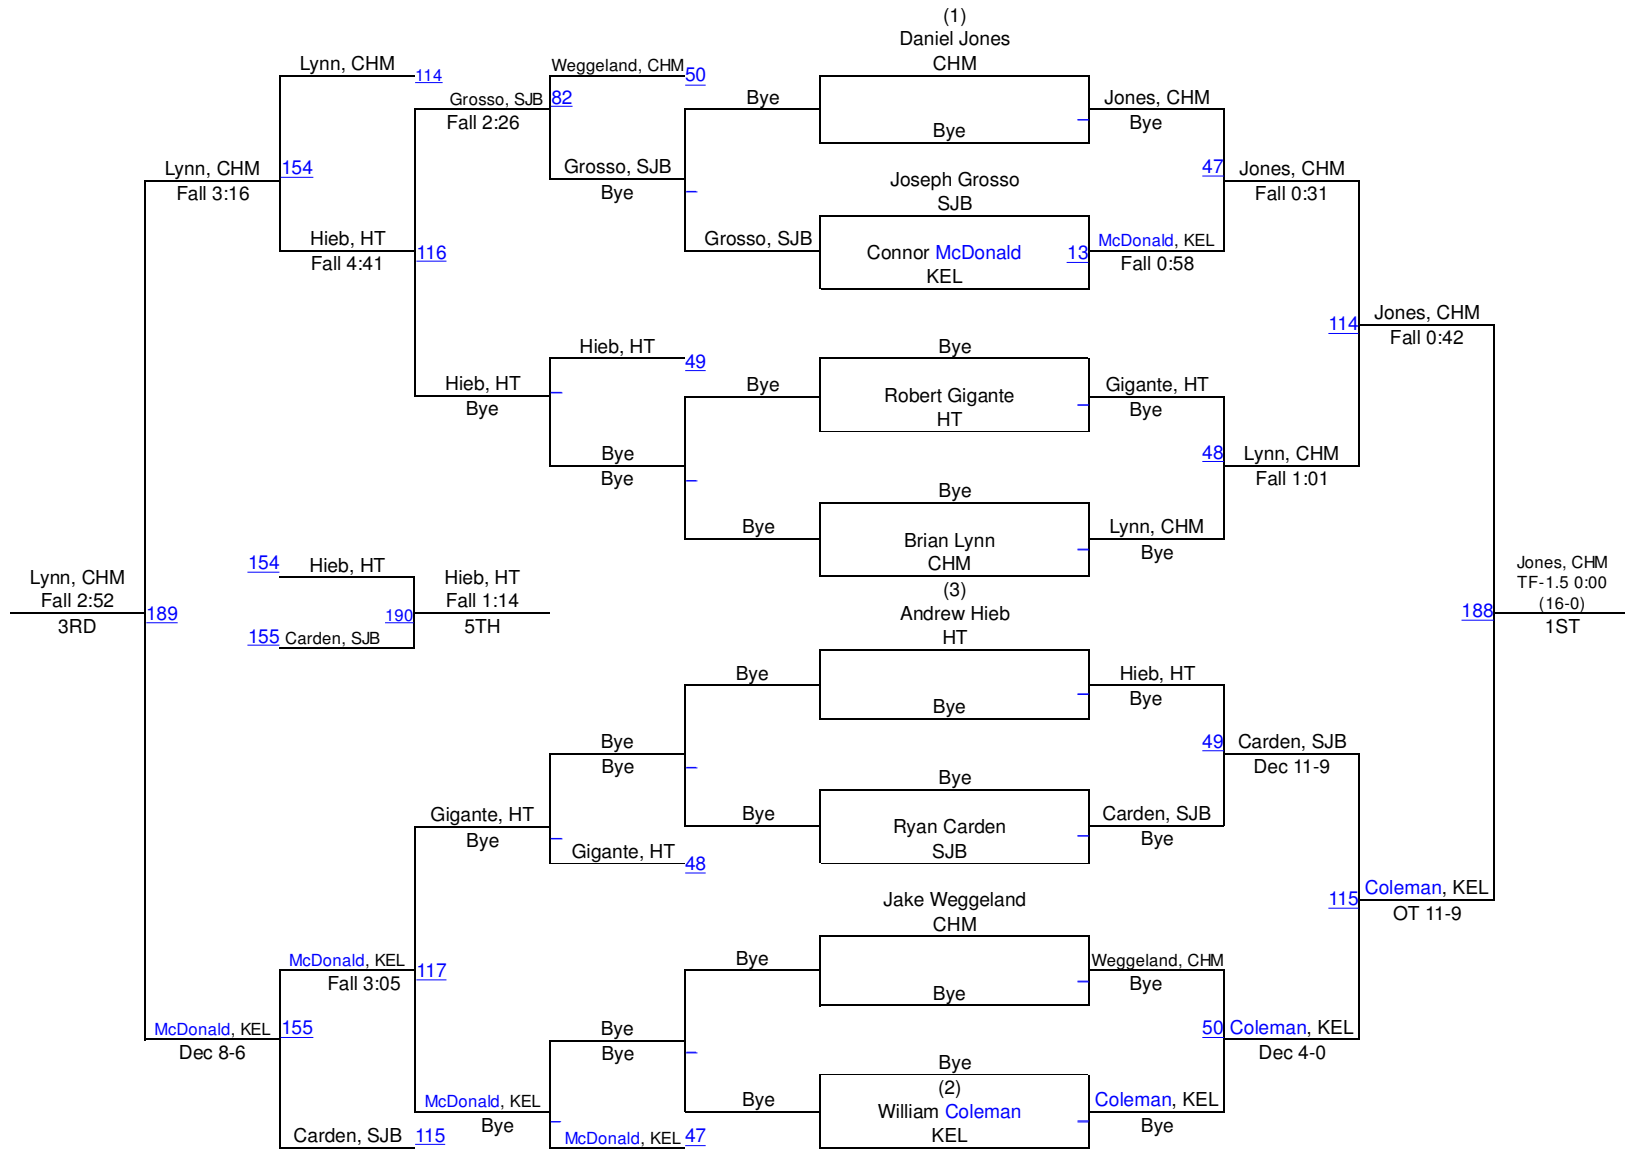 (1)
Daniel Jones
CHM
Lynn, CHM
114
Weggeland, CHM
50
Grosso, SJB
82
Fall 2:26
Bye
Bye
Jones, CHM
Bye
Lynn, CHM
154
Fall 3:16
Grosso, SJB
Bye
47
Jones, CHM
Fall 0:31
Joseph Grosso
SJB
Hieb, HT
116
Fall 4:41
Grosso, SJB
Connor McDonald
KEL
13
McDonald, KEL
Fall 0:58
114
Jones, CHM
Fall 0:42
Hieb, HT
49
Bye
Robert Gigante
HT
Hieb, HT
Bye
Bye
Gigante, HT
Bye
Bye
Bye
48
Lynn, CHM
Fall 1:01
Bye
Bye
Brian Lynn
CHM
Lynn, CHM
Bye
Lynn, CHM
Fall 2:52
3RD
189
154
Hieb, HT
155
Carden, SJB
190
Hieb, HT
Fall 1:14
5TH
(3)
Andrew Hieb
HT
188
Jones, CHM
TF-1.5 0:00
(16-0)
1ST
Bye
Bye
Hieb, HT
Bye
Bye
Bye
49
Carden, SJB
Dec 11-9
Bye
Gigante, HT
Bye
Bye
Ryan Carden
SJB
Carden, SJB
Bye
Gigante, HT
48
Jake Weggeland
CHM
115
Coleman, KEL
OT 11-9
McDonald, KEL
117
Fall 3:05
Bye
Bye
Weggeland, CHM
Bye
McDonald, KEL
155
Dec 8-6
Bye
Bye
50
Coleman, KEL
Dec 4-0
Bye
(2)
William Coleman
KEL
McDonald, KEL
Bye
Bye
Coleman, KEL
Bye
Carden, SJB
115
McDonald, KEL
47